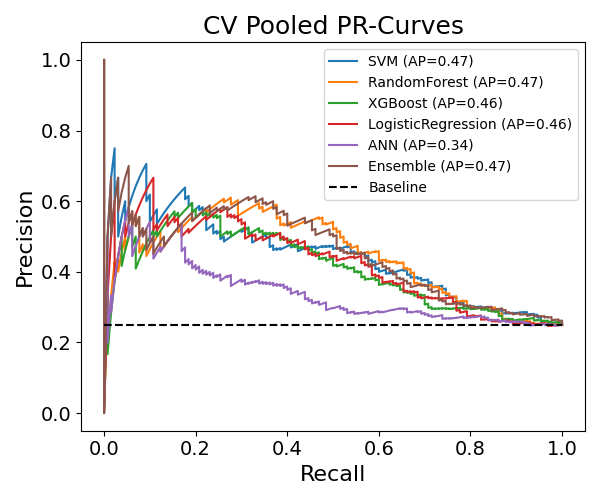 CV Pooled PR-Curves
SVM (AP=0.47)
RandomForest (AP=0.47)
XGBoost (AP=0.46)
LogisticRegression (AP=0.46)
ANN (AP=0.34)
Ensemble (AP=0.47)
Baseline
1.0
0.8
0.6
0.4
0.2
0.0
Precision
0.0 0.2 0.4 0.6 0.8 1.0
Recall